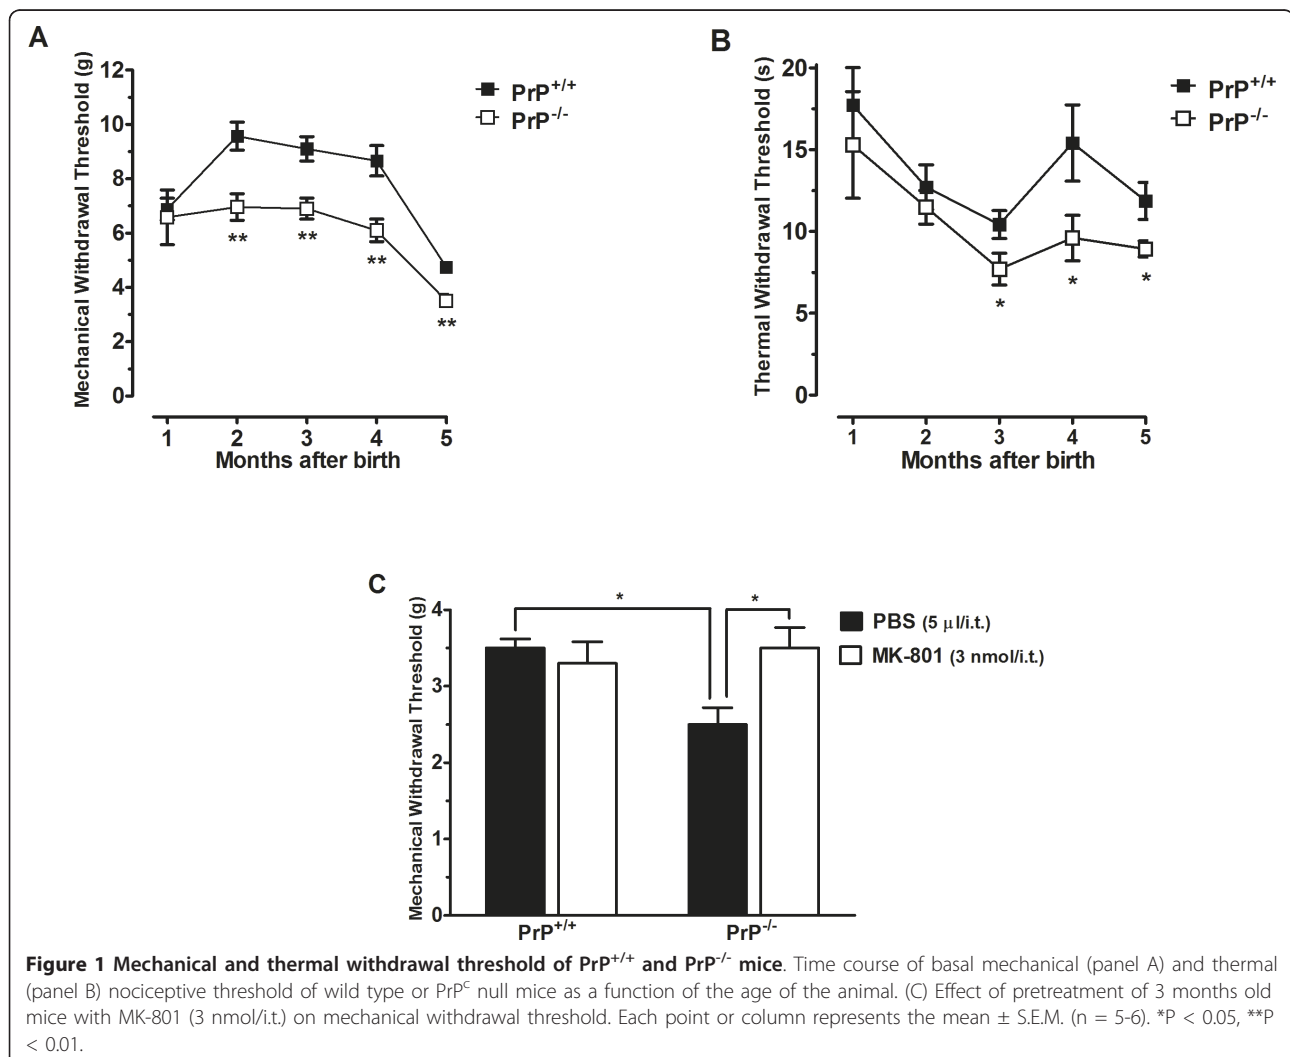 A
Mechanical Withdrawal Threshold (g)
12
10
8
6
4
2
0
** ** ** **
1 2 3 4 5
Months after birth
PrP+/+
PrP-/-
B
Thermal Withdrawal Threshold (s)
20
15
10
5
0
* * *
1 2 3 4 5
Months after birth
PrP+/+
PrP-/-
C
Mechanical Withdrawal Threshold (g)
4
3
2
1
0
* *
PrP+/+ PrP-/-
PBS (5 μl/i.t.)
MK-801 (3 nmol/i.t.)
Figure 1 Mechanical and thermal withdrawal threshold of PrP+/+ and PrP-/- mice. Time course of basal mechanical (panel A) and thermal
(panel B) nociceptive threshold of wild type or PrPC null mice as a function of the age of the animal. (C) Effect of pretreatment of 3 months old
mice with MK-801 (3 nmol/i.t.) on mechanical withdrawal threshold. Each point or column represents the mean ± S.E.M. (n = 5-6). *P < 0.05, **P
< 0.01.